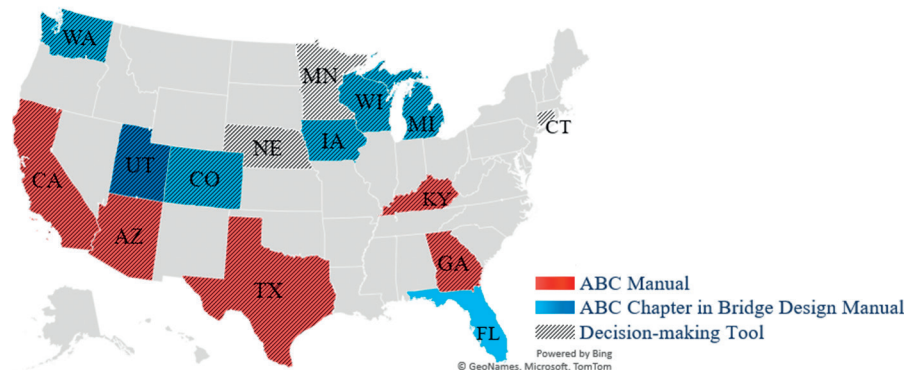 WA
MN
WI
MI
CT
IA
NE
UT
CO
CA
KY
AZ
GA
TX
FL
ABC Manual
ABC Chapter in Bridge Design Manual
Decision-making Tool
Powered by Bing
© GeoNames, Microsoft, TomTom